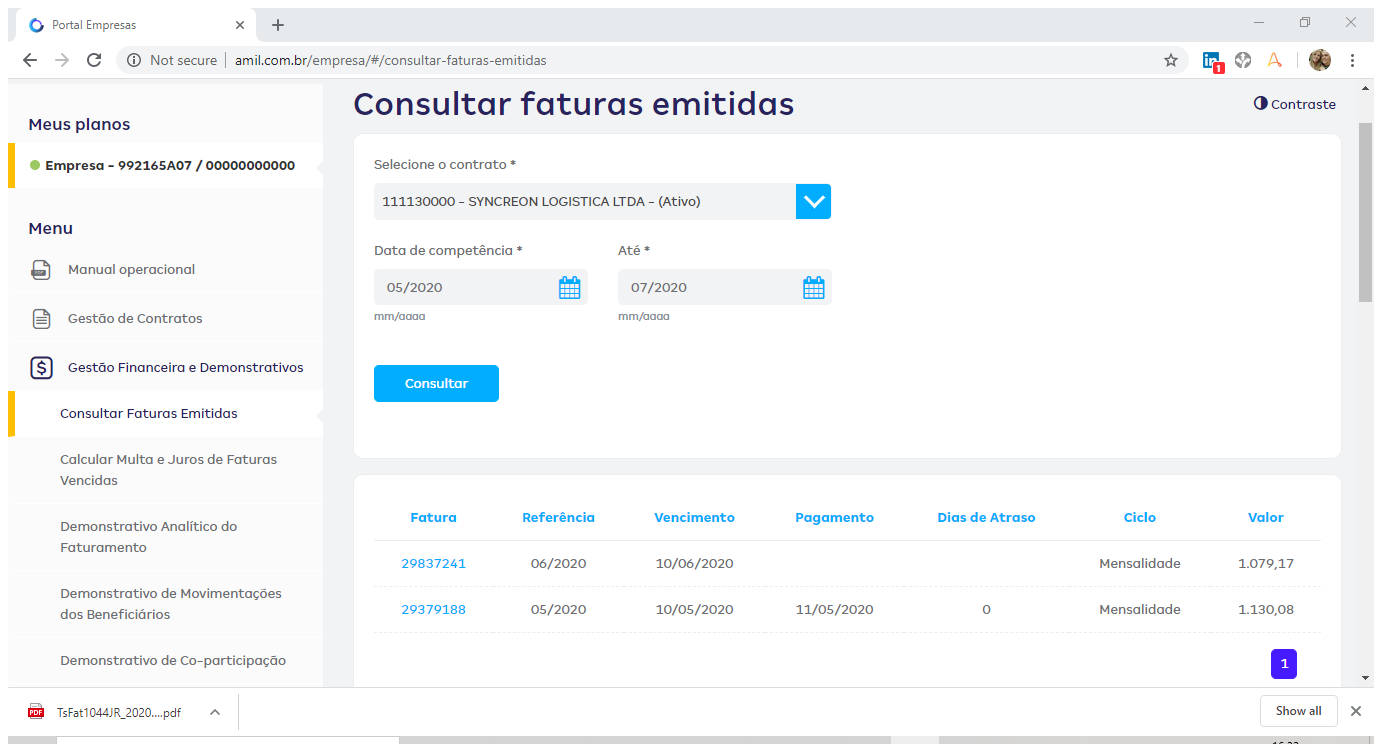 Portal Empresas
Not secure | amil.com.br/empresa/#/consultar-faturas-emitidas
1
Meus planos
Empresa - 992165A07 / 00000000000
Menu
Manual operacional
Gestão de Contratos
Gestão Financeira e Demonstrativos
Consultar Faturas Emitidas
Calcular Multa e Juros de Faturas
Vencidas
Demonstrativo Analítico do
Faturamento
Demonstrativo de Movimentações
dos Beneficiários
Demonstrativo de Co-participação
Consultar faturas emitidas
Contraste
Selecione o contrato *
111130000 - SYNCREON LOGISTICA LTDA - (Ativo)
Data de competência * Até *
05/2020 07/2020
mm/aaaa mm/aaaa
Consultar
Fatura Referência Vencimento Pagamento Dias de Atraso Ciclo Valor
29837241 06/2020 10/06/2020 Mensalidade 1.079,17
29379188 05/2020 10/05/2020 11/05/2020 0 Mensalidade 1.130,08
1
PDF TsFat1044JR_2020....pdf
Show all